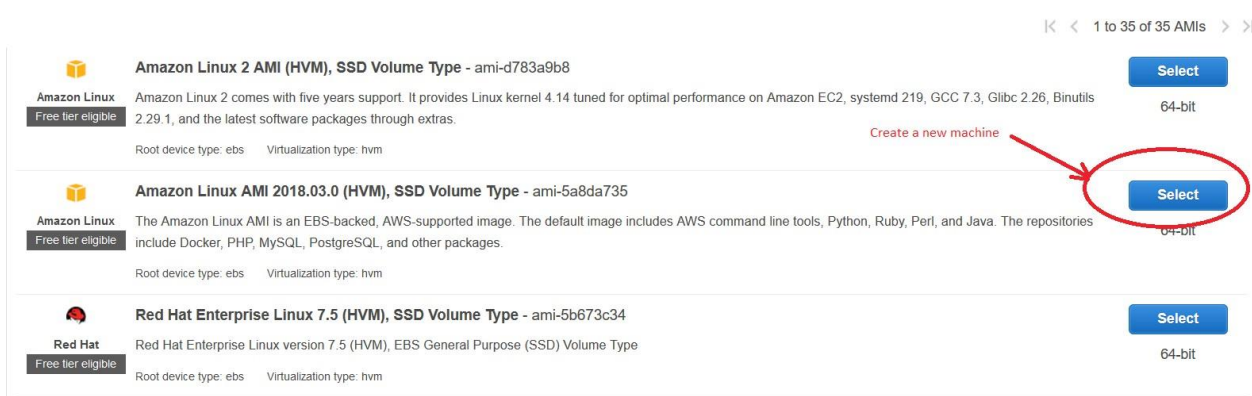 1 to 35 of 35 AMIs
Amazon Linux 2 AMI (HVM), SSD Volume Type - ami-d783a9b8
Select
Amazon Linux
Free tier eligible
Amazon Linux 2 comes with five years support. It provides Linux kernel 4.14 tuned for optimal performance on Amazon EC2, systemd 219, GCC 7.3, Glibc 2.26, Binutils
2.29.1, and the latest software packages through extras.
64-bit
Root device type: ebs Virtualization type: hvm
Create a new machine
Amazon Linux AMI 2018.03.0 (HVM), SSD Volume Type - ami-5a8da735
Select
Amazon Linux
Free tier eligible
The Amazon Linux AMI is an EBS-backed, AWS-supported image. The default image includes AWS command line tools, Python, Ruby, Perl, and Java. The repositories
include Docker, PHP, MySQL, PostgreSQL, and other packages.
64-bit
Root device type: ebs Virtualization type: hvm
Red Hat Enterprise Linux 7.5 (HVM), SSD Volume Type - ami-5b673c34
Select
Red Hat
Free tier eligible
Red Hat Enterprise Linux version 7.5 (HVM), EBS General Purpose (SSD) Volume Type
64-bit
Root device type: ebs Virtualization type: hvm